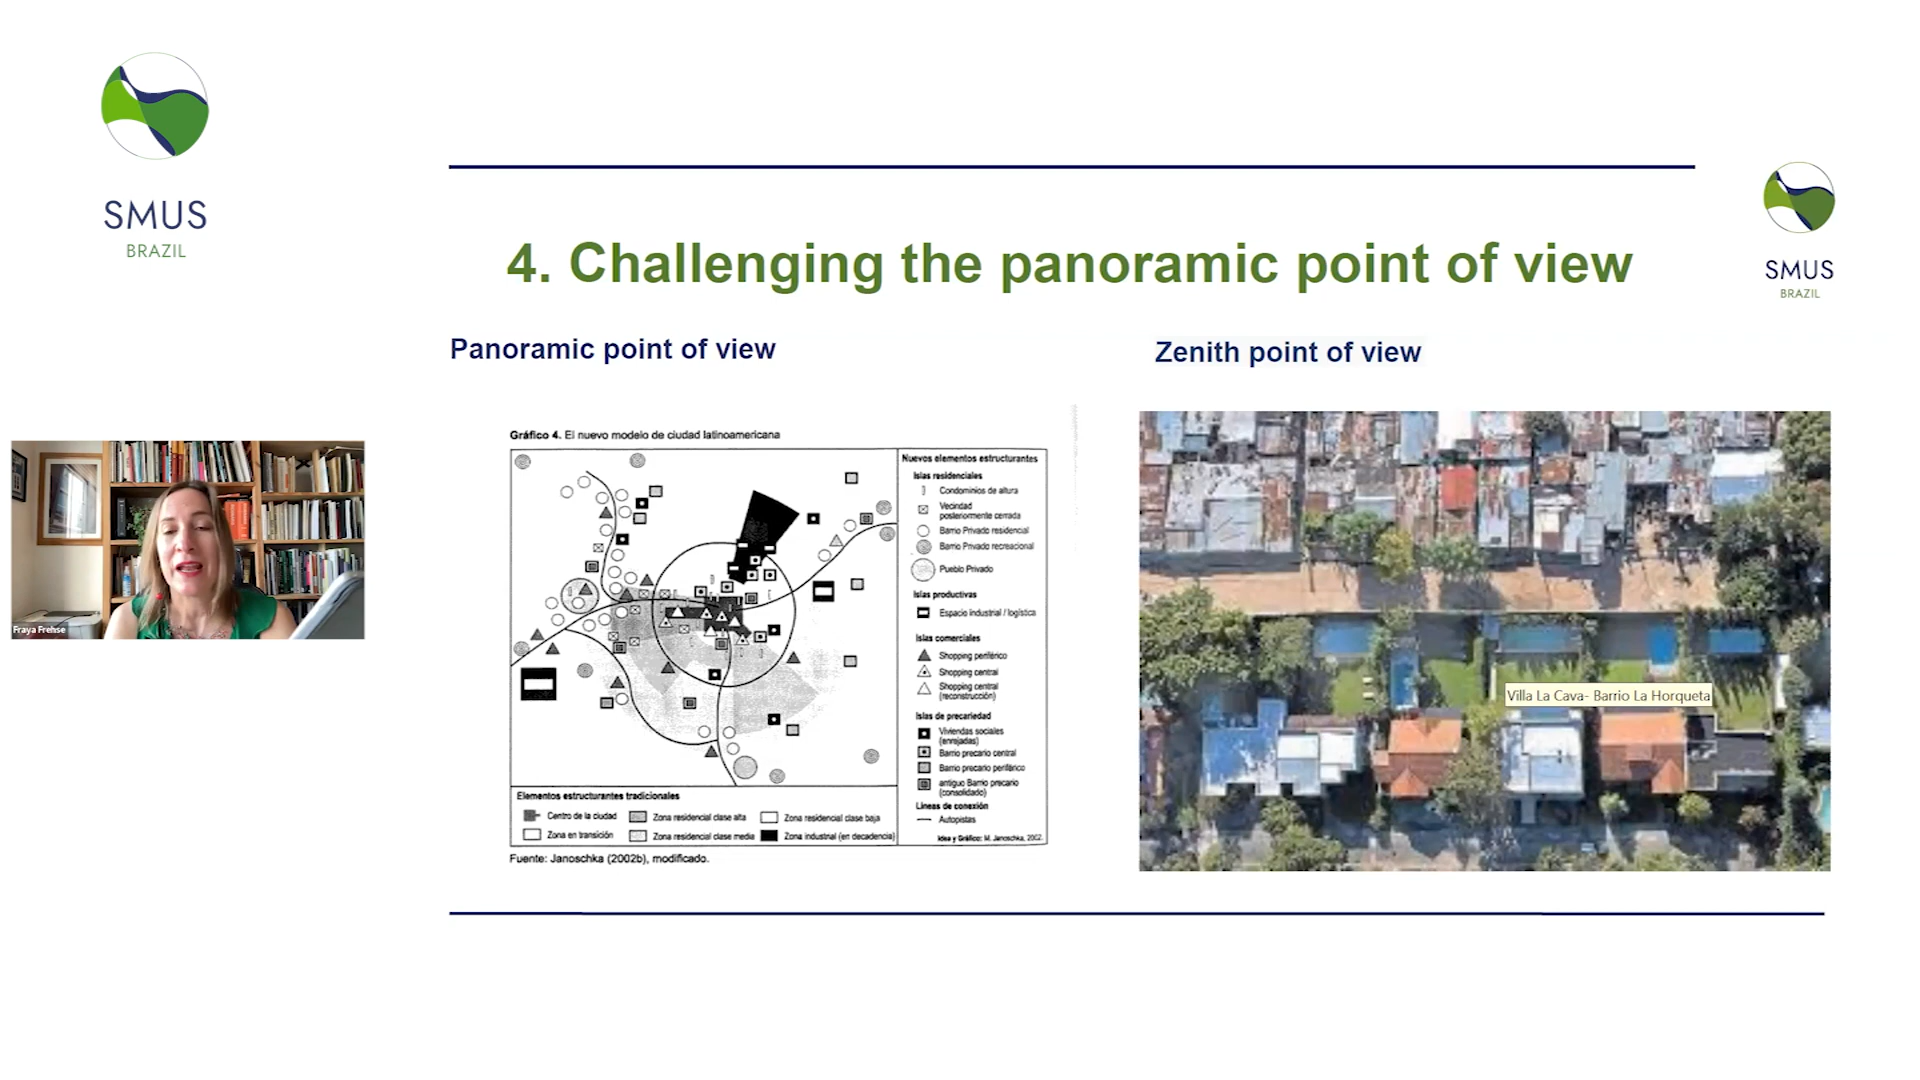 SMUS
BRAZIL
SMUS
BRAZIL
4. Challenging the panoramic point of view
Panoramic point of view
Zenith point of view
Gráfico 4. El nuevo modelo de ciudad latinoamericana
Nuevos elementos estructurantes
Islas residenciales
Condominios de altura
Vecindad
posteriormente cerrada
Barrio Privado residencial
Barrio Privado recreacional
Pueblo Privado
Islas productivas
Espacio industrial / logística
Islas comerciales
Shopping periférico
Shopping central
Shopping central
(reconstrucción)
Islas de precariedad
Viviendas sociales
(enrejadas)
Barrio precario central
Barrio precario periférico
antiguo Barrio precario
(consolidado)
Líneas de conexión
Autopistas
Idea y Gráfico: M. Janoschka, 2002.
Elementos estructurantes tradicionales
Centro de la ciudad
Zona residencial clase alta
Zona residencial clase baja
Zona en transición
Zona residencial clase media
Zona industrial (en decadencia)
Fuente: Janoschka (2002b), modificado.
Villa La Cava- Barrio La Horqueta
Fraya Frehse